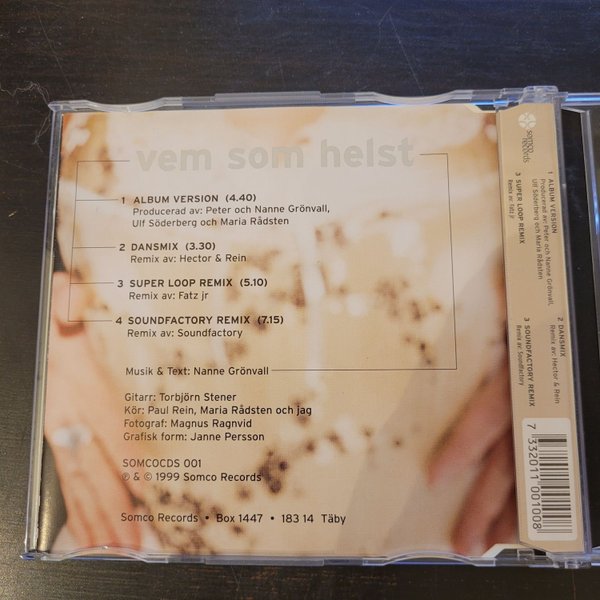 vem som helst
1 ALBUM VERSION (4.40)
Producerad av: Peter och Nanne Grönvall,
Ulf Söderberg och Maria Rådsten
2 DANSMIX (3.30)
Remix av: Hector & Rein
3 SUPER LOOP REMIX (5.10)
Remix av: Fatz jr
4 SOUNDFACTORY REMIX (7.15)
Remix av: Soundfactory
Musik & Text: Nanne Grönvall
Gitarr: Torbjörn Stener
Kör: Paul Rein, Maria Rådsten och jag
Fotograf: Magnus Ragnvid
Grafisk form: Janne Persson
SOMCOCDS 001
℗ & © 1999 Somco Records
Somco Records • Box 1447 • 183 14 Täby
somco
records
1 ALBUM VERSION
Producerad av: Peter och Nanne Grönvall,
Ulf Söderberg och Maria Rådsten
3 SUPER LOOP REMIX
Remix av: Fatz jr
2 DANSMIX
Remix av: Hector & Rein
3 SOUNDFACTORY REMIX
Remix av: Soundfactory
7 332011 001008